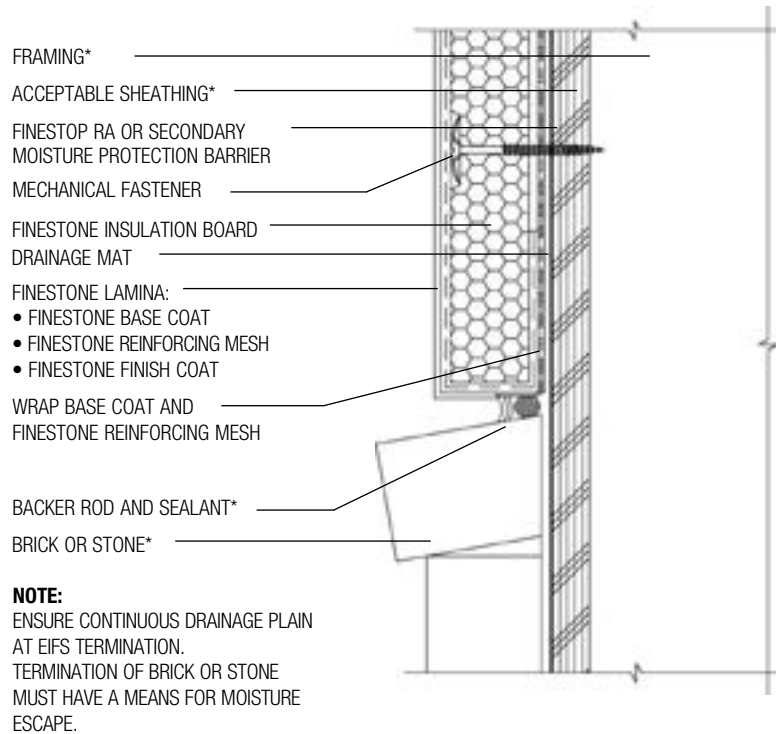 FRAMING*
ACCEPTABLE SHEATHING*
FINESTOP RA OR SECONDARY
MOISTURE PROTECTION BARRIER
MECHANICAL FASTENER
FINESTONE INSULATION BOARD
DRAINAGE MAT
FINESTONE LAMINA:
• FINESTONE BASE COAT
• FINESTONE REINFORCING MESH
• FINESTONE FINISH COAT
WRAP BASE COAT AND
FINESTONE REINFORCING MESH
BACKER ROD AND SEALANT*
BRICK OR STONE*
NOTE:
ENSURE CONTINUOUS DRAINAGE PLAIN
AT EIFS TERMINATION.
TERMINATION OF BRICK OR STONE
MUST HAVE A MEANS FOR MOISTURE
ESCAPE.